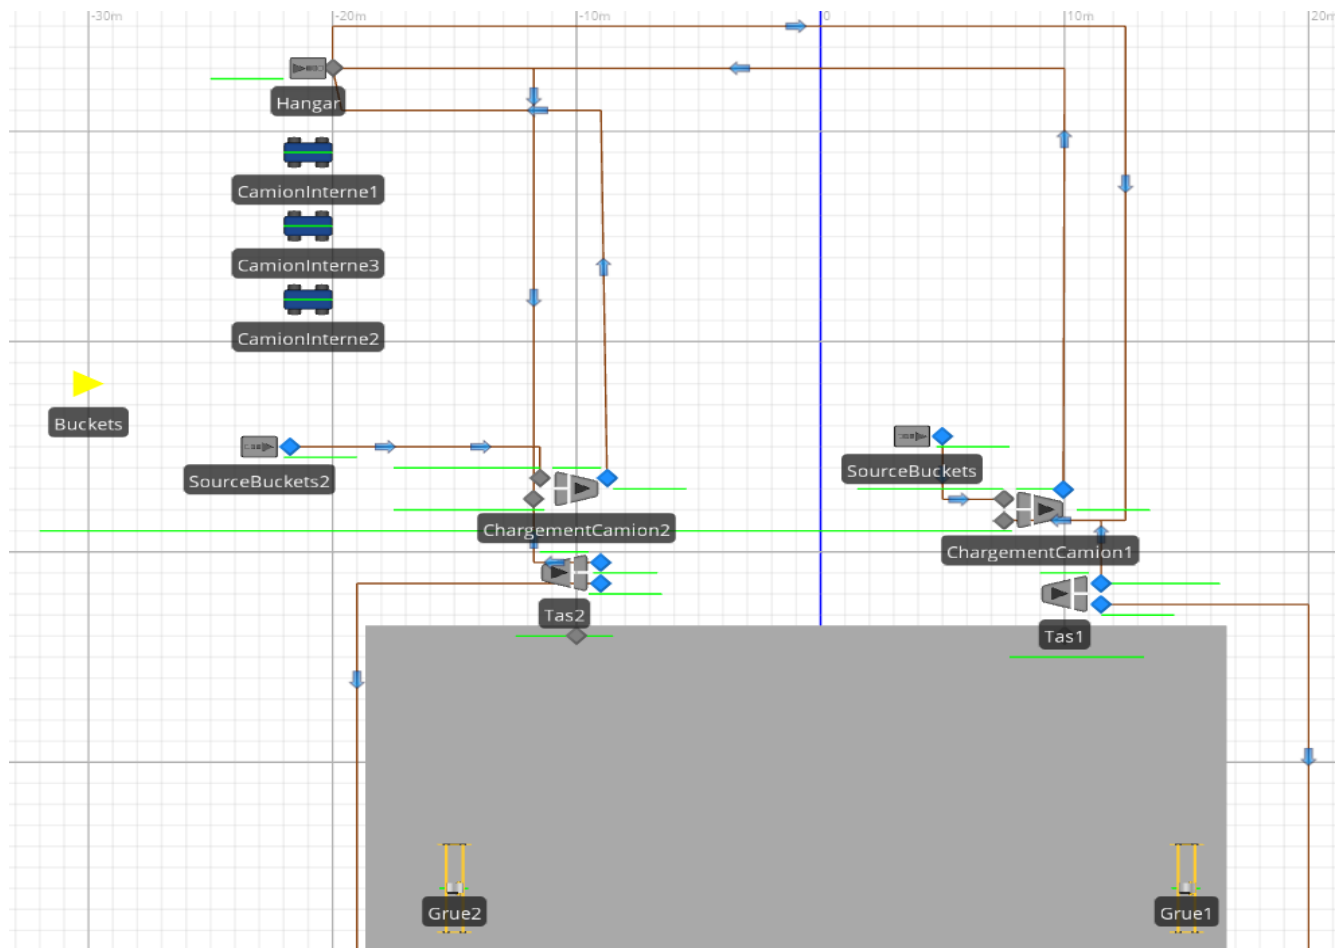 -30m
-20m
-10m
0
10m
20m
Hangar
CamionInterne1
CamionInterne3
CamionInterne2
Buckets
SourceBuckets2
SourceBuckets
ChargementCamion2
ChargementCamion1
Tas2
Tas1
Grue2
Grue1